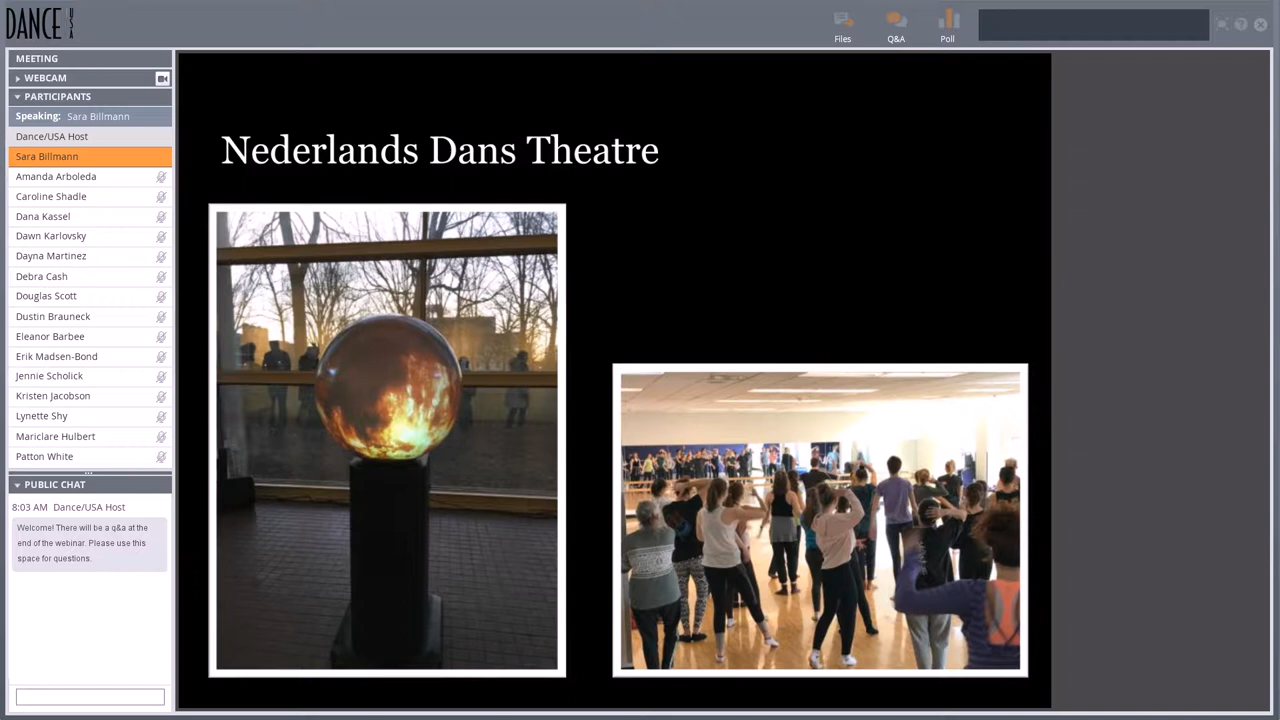 DANCE USA
Files
Q&A
Poll
MEETING
WEBCAM
PARTICIPANTS
Speaking: Sara Billmann
Dance/USA Host
Sara Billmann
Amanda Arboleda
Caroline Shadle
Dana Kassel
Dawn Karlovsky
Dayna Martinez
Debra Cash
Douglas Scott
Dustin Brauneck
Eleanor Barbee
Erik Madsen-Bond
Jennie Scholick
Kristen Jacobson
Lynette Shy
Mariclare Hulbert
Patton White
PUBLIC CHAT
8:03 AM Dance/USA Host
Welcome! There will be a q&a at the
end of the webinar. Please use this
space for questions.
Nederlands Dans Theatre